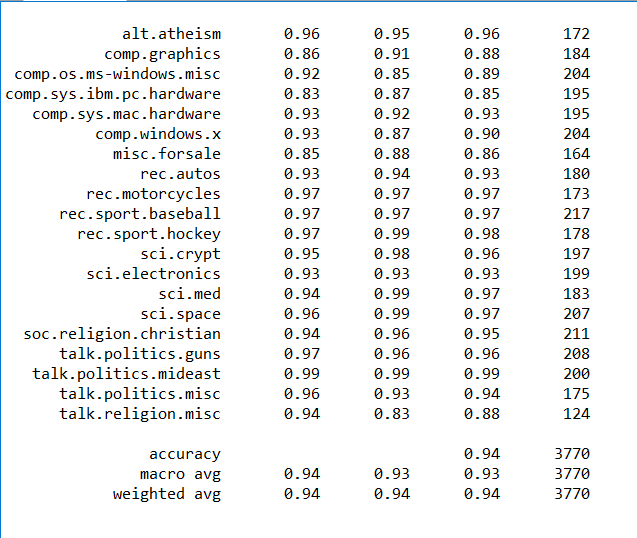 alt.atheism 0.96 0.95 0.96 172
comp.graphics 0.86 0.91 0.88 184
comp.os.ms-windows.misc 0.92 0.85 0.89 204
comp.sys.ibm.pc.hardware 0.83 0.87 0.85 195
comp.sys.mac.hardware 0.93 0.92 0.93 195
comp.windows.x 0.93 0.87 0.90 204
misc.forsale 0.85 0.88 0.86 164
rec.autos 0.93 0.94 0.93 180
rec.motorcycles 0.97 0.97 0.97 173
rec.sport.baseball 0.97 0.97 0.97 217
rec.sport.hockey 0.97 0.99 0.98 178
sci.crypt 0.95 0.98 0.96 197
sci.electronics 0.93 0.93 0.93 199
sci.med 0.94 0.99 0.97 183
sci.space 0.96 0.99 0.97 207
soc.religion.christian 0.94 0.96 0.95 211
talk.politics.guns 0.97 0.96 0.96 208
talk.politics.mideast 0.99 0.99 0.99 200
talk.politics.misc 0.96 0.93 0.94 175
talk.religion.misc 0.94 0.83 0.88 124
accuracy 0.94 3770
macro avg 0.94 0.93 0.93 3770
weighted avg 0.94 0.94 0.94 3770